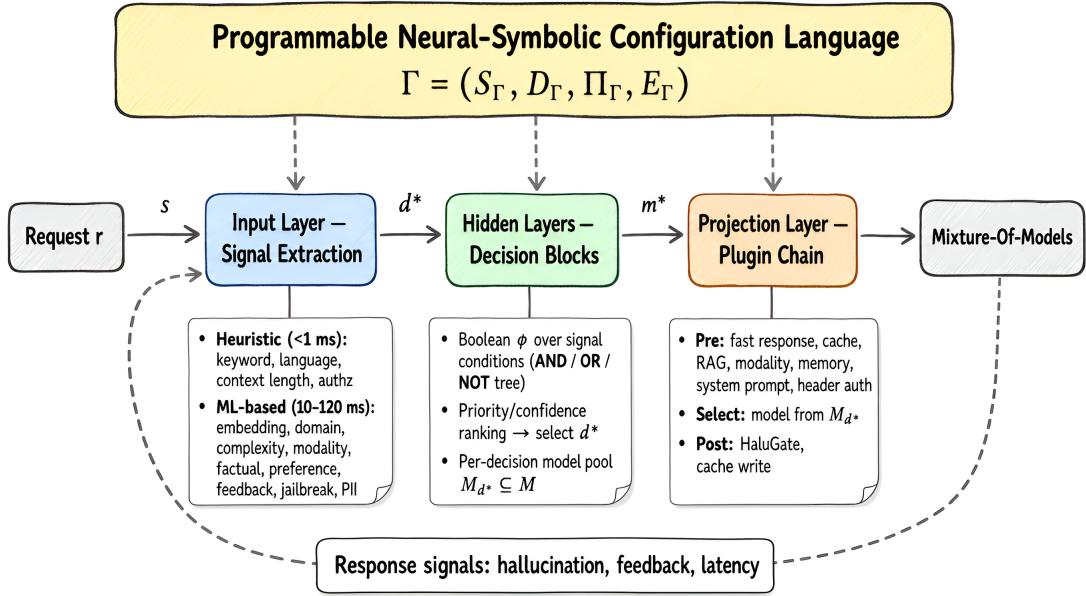 Programmable Neural-Symbolic Configuration Language
Γ = (S_Γ, D_Γ, Π_Γ, E_Γ)
Request r
s
Input Layer —
Signal Extraction
d*
Hidden Layers —
Decision Blocks
m*
Projection Layer —
Plugin Chain
Mixture-Of-Models
• Heuristic (<1 ms):
keyword, language,
context length, authz
• ML-based (10–120 ms):
embedding, domain,
complexity, modality,
factual, preference,
feedback, jailbreak, PII
• Boolean ϕ over signal
conditions (AND / OR /
NOT tree)
• Priority/confidence
ranking → select d*
• Per-decision model pool
M_d* ⊆ M
• Pre: fast response, cache,
RAG, modality, memory,
system prompt, header auth
• Select: model from M_d*
• Post: HaluGate,
cache write
Response signals: hallucination, feedback, latency